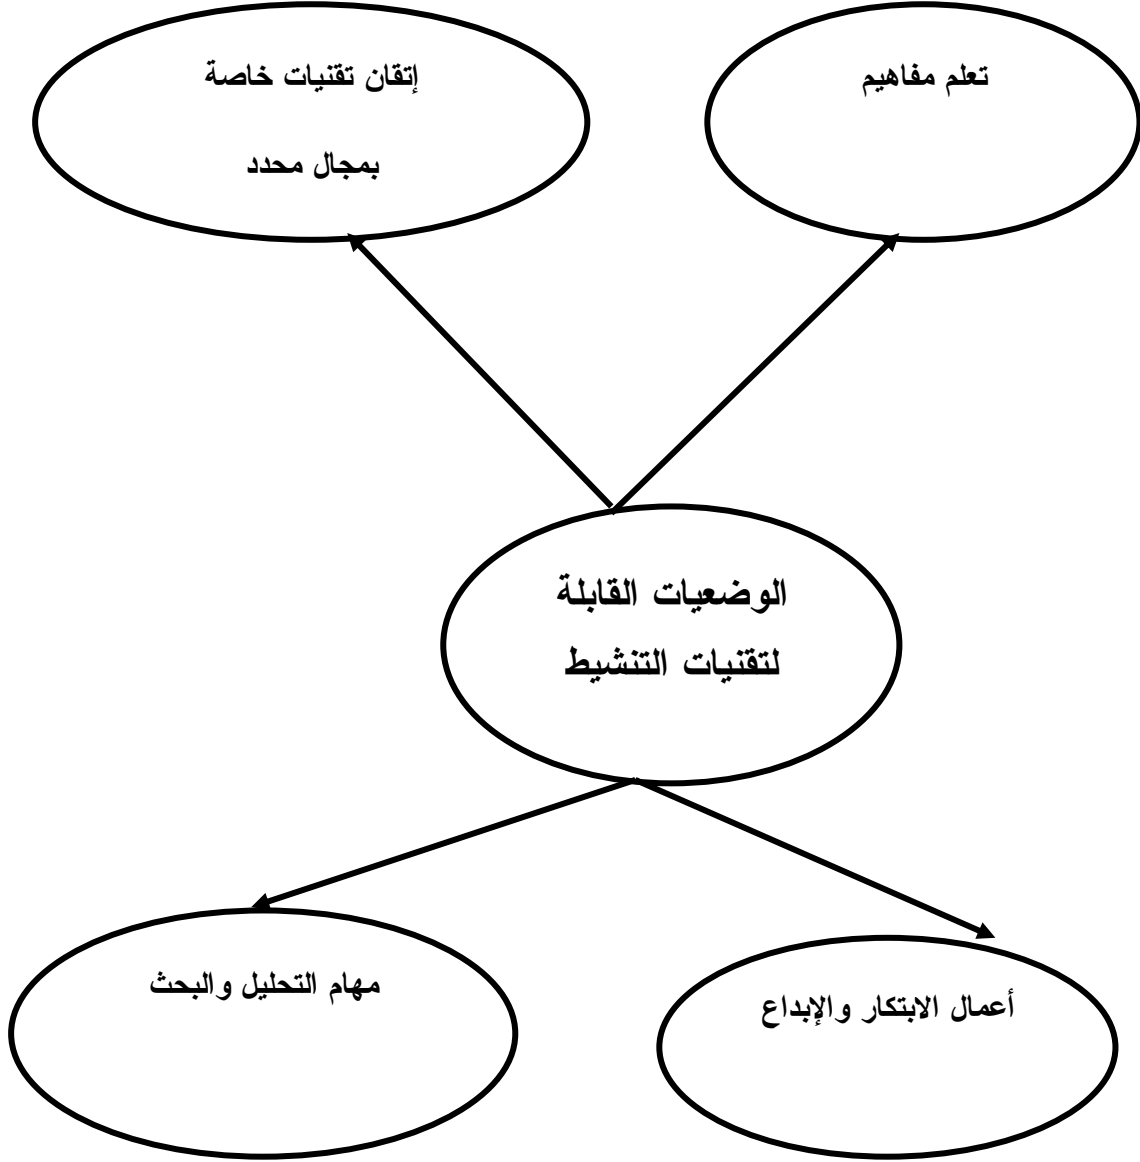 تعلم مفاهيم
إتقان تقنيات خاصة
بمجال محدد
الوضعيات القابلة
لتقنيات التنشيط
أعمال الابتكار والإبداع
مهام التحليل والبحث